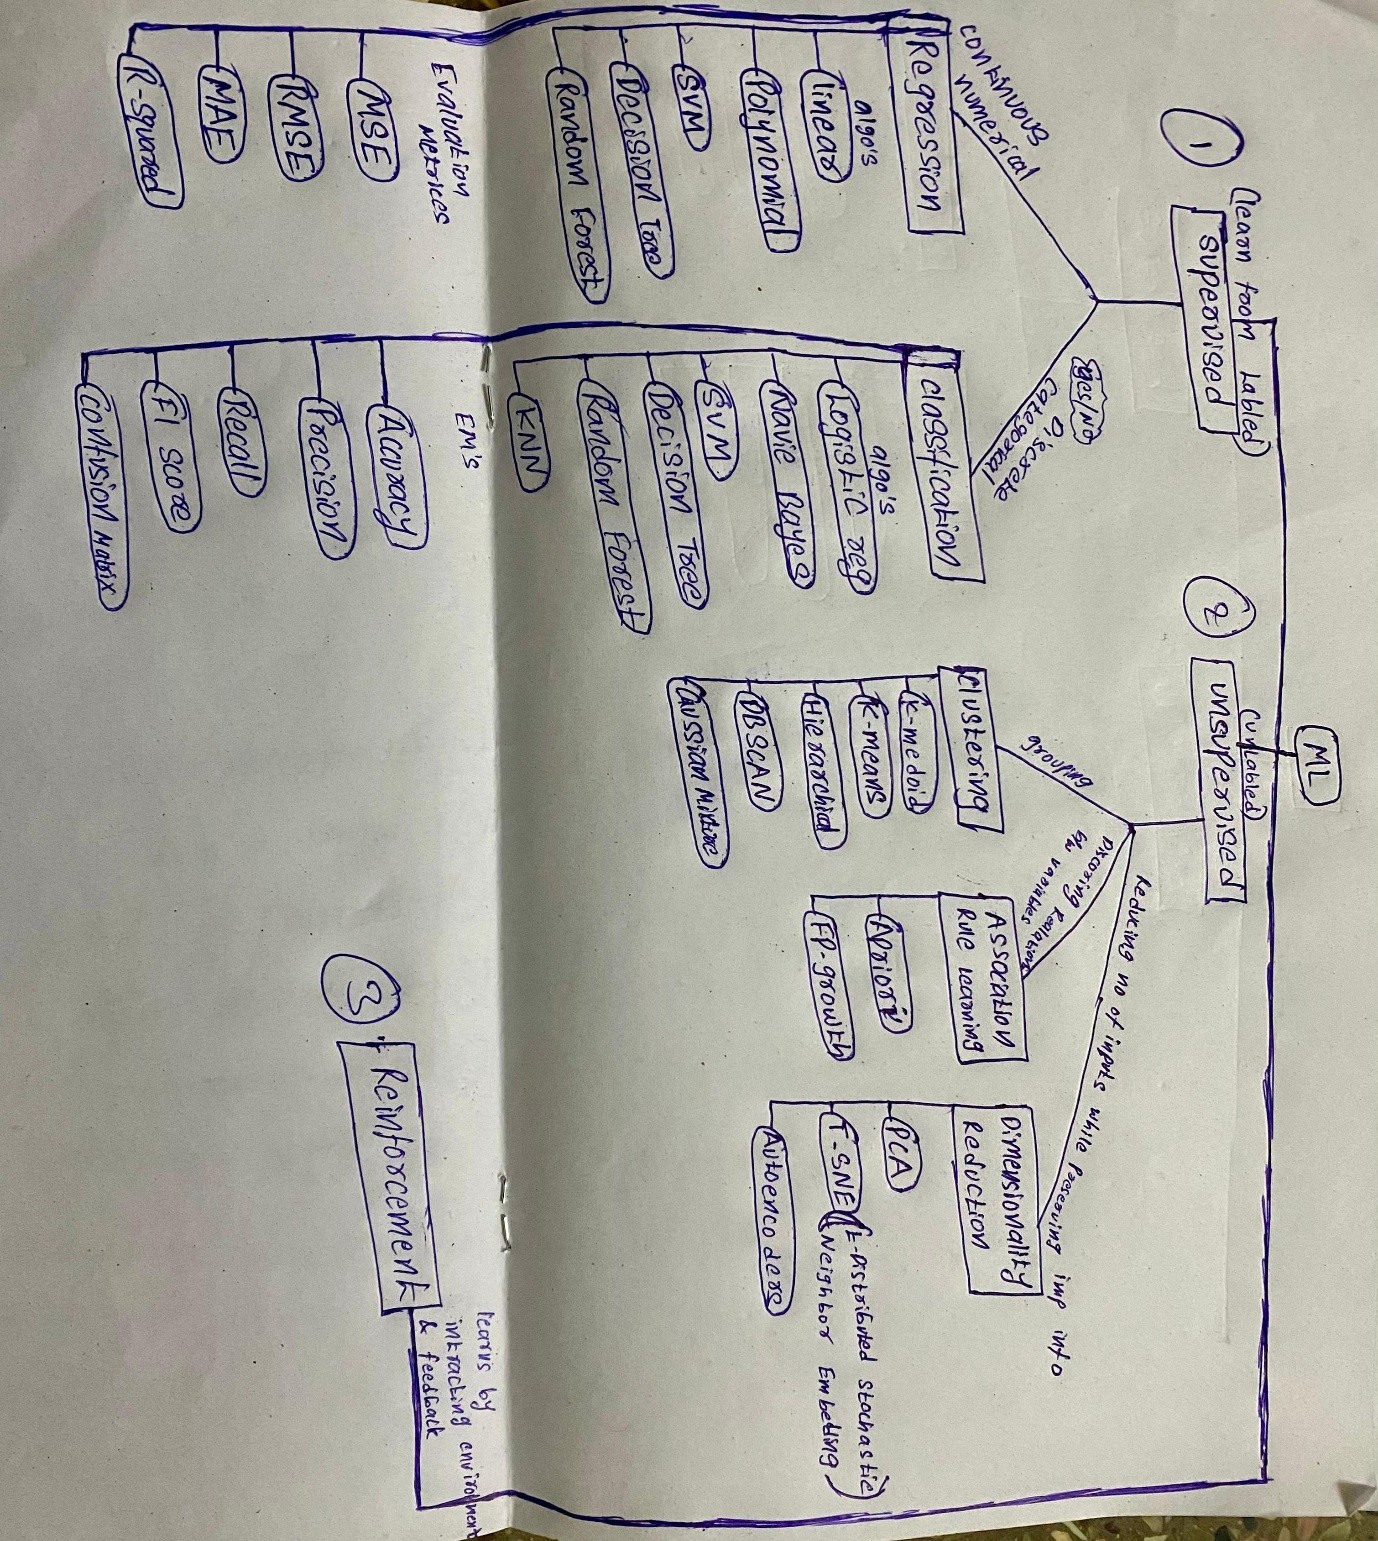 ML
(learn from Labled)
1
Supervised
(unlabled)
2
unsupervised
continuous
numerical
Yes/No
Discrete
categorical
Regression
algo's
linear
Polynomial
SVM
Decision Tree
Random Forest
Evaluation
Metrices
MSE
RMSE
MAE
R-squared
classification
algo's
Logistic reg
Navie Bayes
SVM
Decision Tree
Random Forest
KNN
EM's
Accuracy
Precision
Recall
F1 score
confusion Matrix
grouping
clustering
K-medoid
K-means
Hierarchical
DBSCAN
Gaussian Mixture
Discoring Realations
b/w variables
Assocation
Rule Learning
Apriori
FP-growth
Reducing no of inputs while Preserving imp info
Dimensionality
Reduction
PCA
T-SNE (t-Distributed stochastic
Neighbor Embedding)
Autoencoders
learns by
intracting enviroment
& feedback
3
Reinforcement